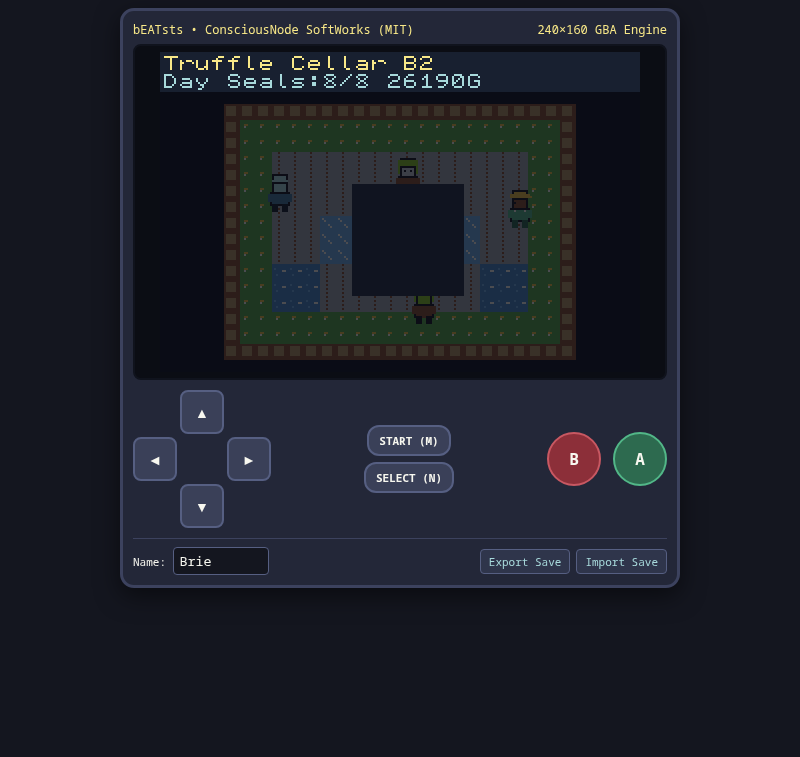 bEATsts • ConsciousNode SoftWorks (MIT)
240×160 GBA Engine
Truffle Cellar B2
Day Seals:8/8 26190G
▲
◄
►
▼
START (M)
SELECT (N)
B
A
Name: Brie
Export Save
Import Save